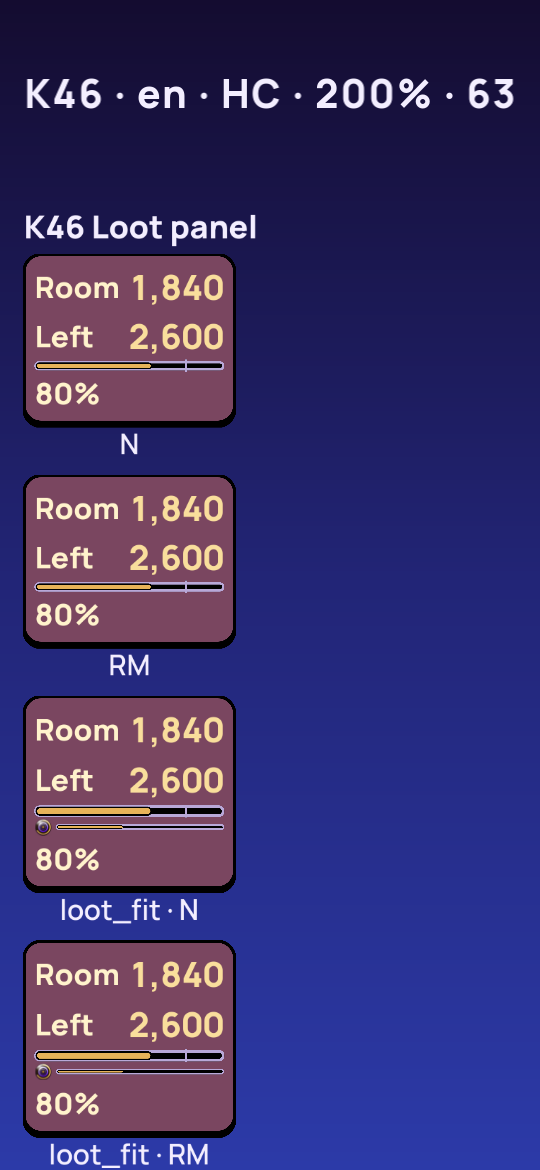 K46 · en · HC · 200% · 63
K46 Loot panel
Room 1,840
Left 2,600
80%
N
Room 1,840
Left 2,600
80%
RM
Room 1,840
Left 2,600
80%
loot_fit · N
Room 1,840
Left 2,600
80%
loot_fit · RM